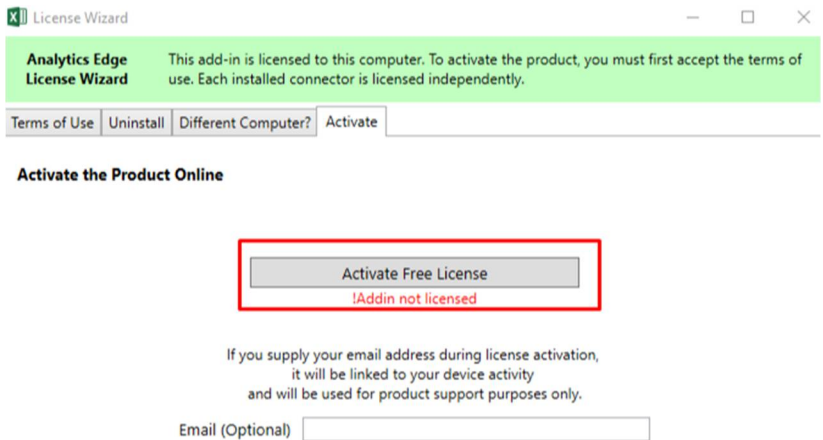 License Wizard
Analytics Edge
License Wizard
This add-in is licensed to this computer. To activate the product, you must first accept the terms of
use. Each installed connector is licensed independently.
Terms of Use Uninstall Different Computer? Activate
Activate the Product Online
Activate Free License
!Addin not licensed
If you supply your email address during license activation,
it will be linked to your device activity
and will be used for product support purposes only.
Email (Optional)